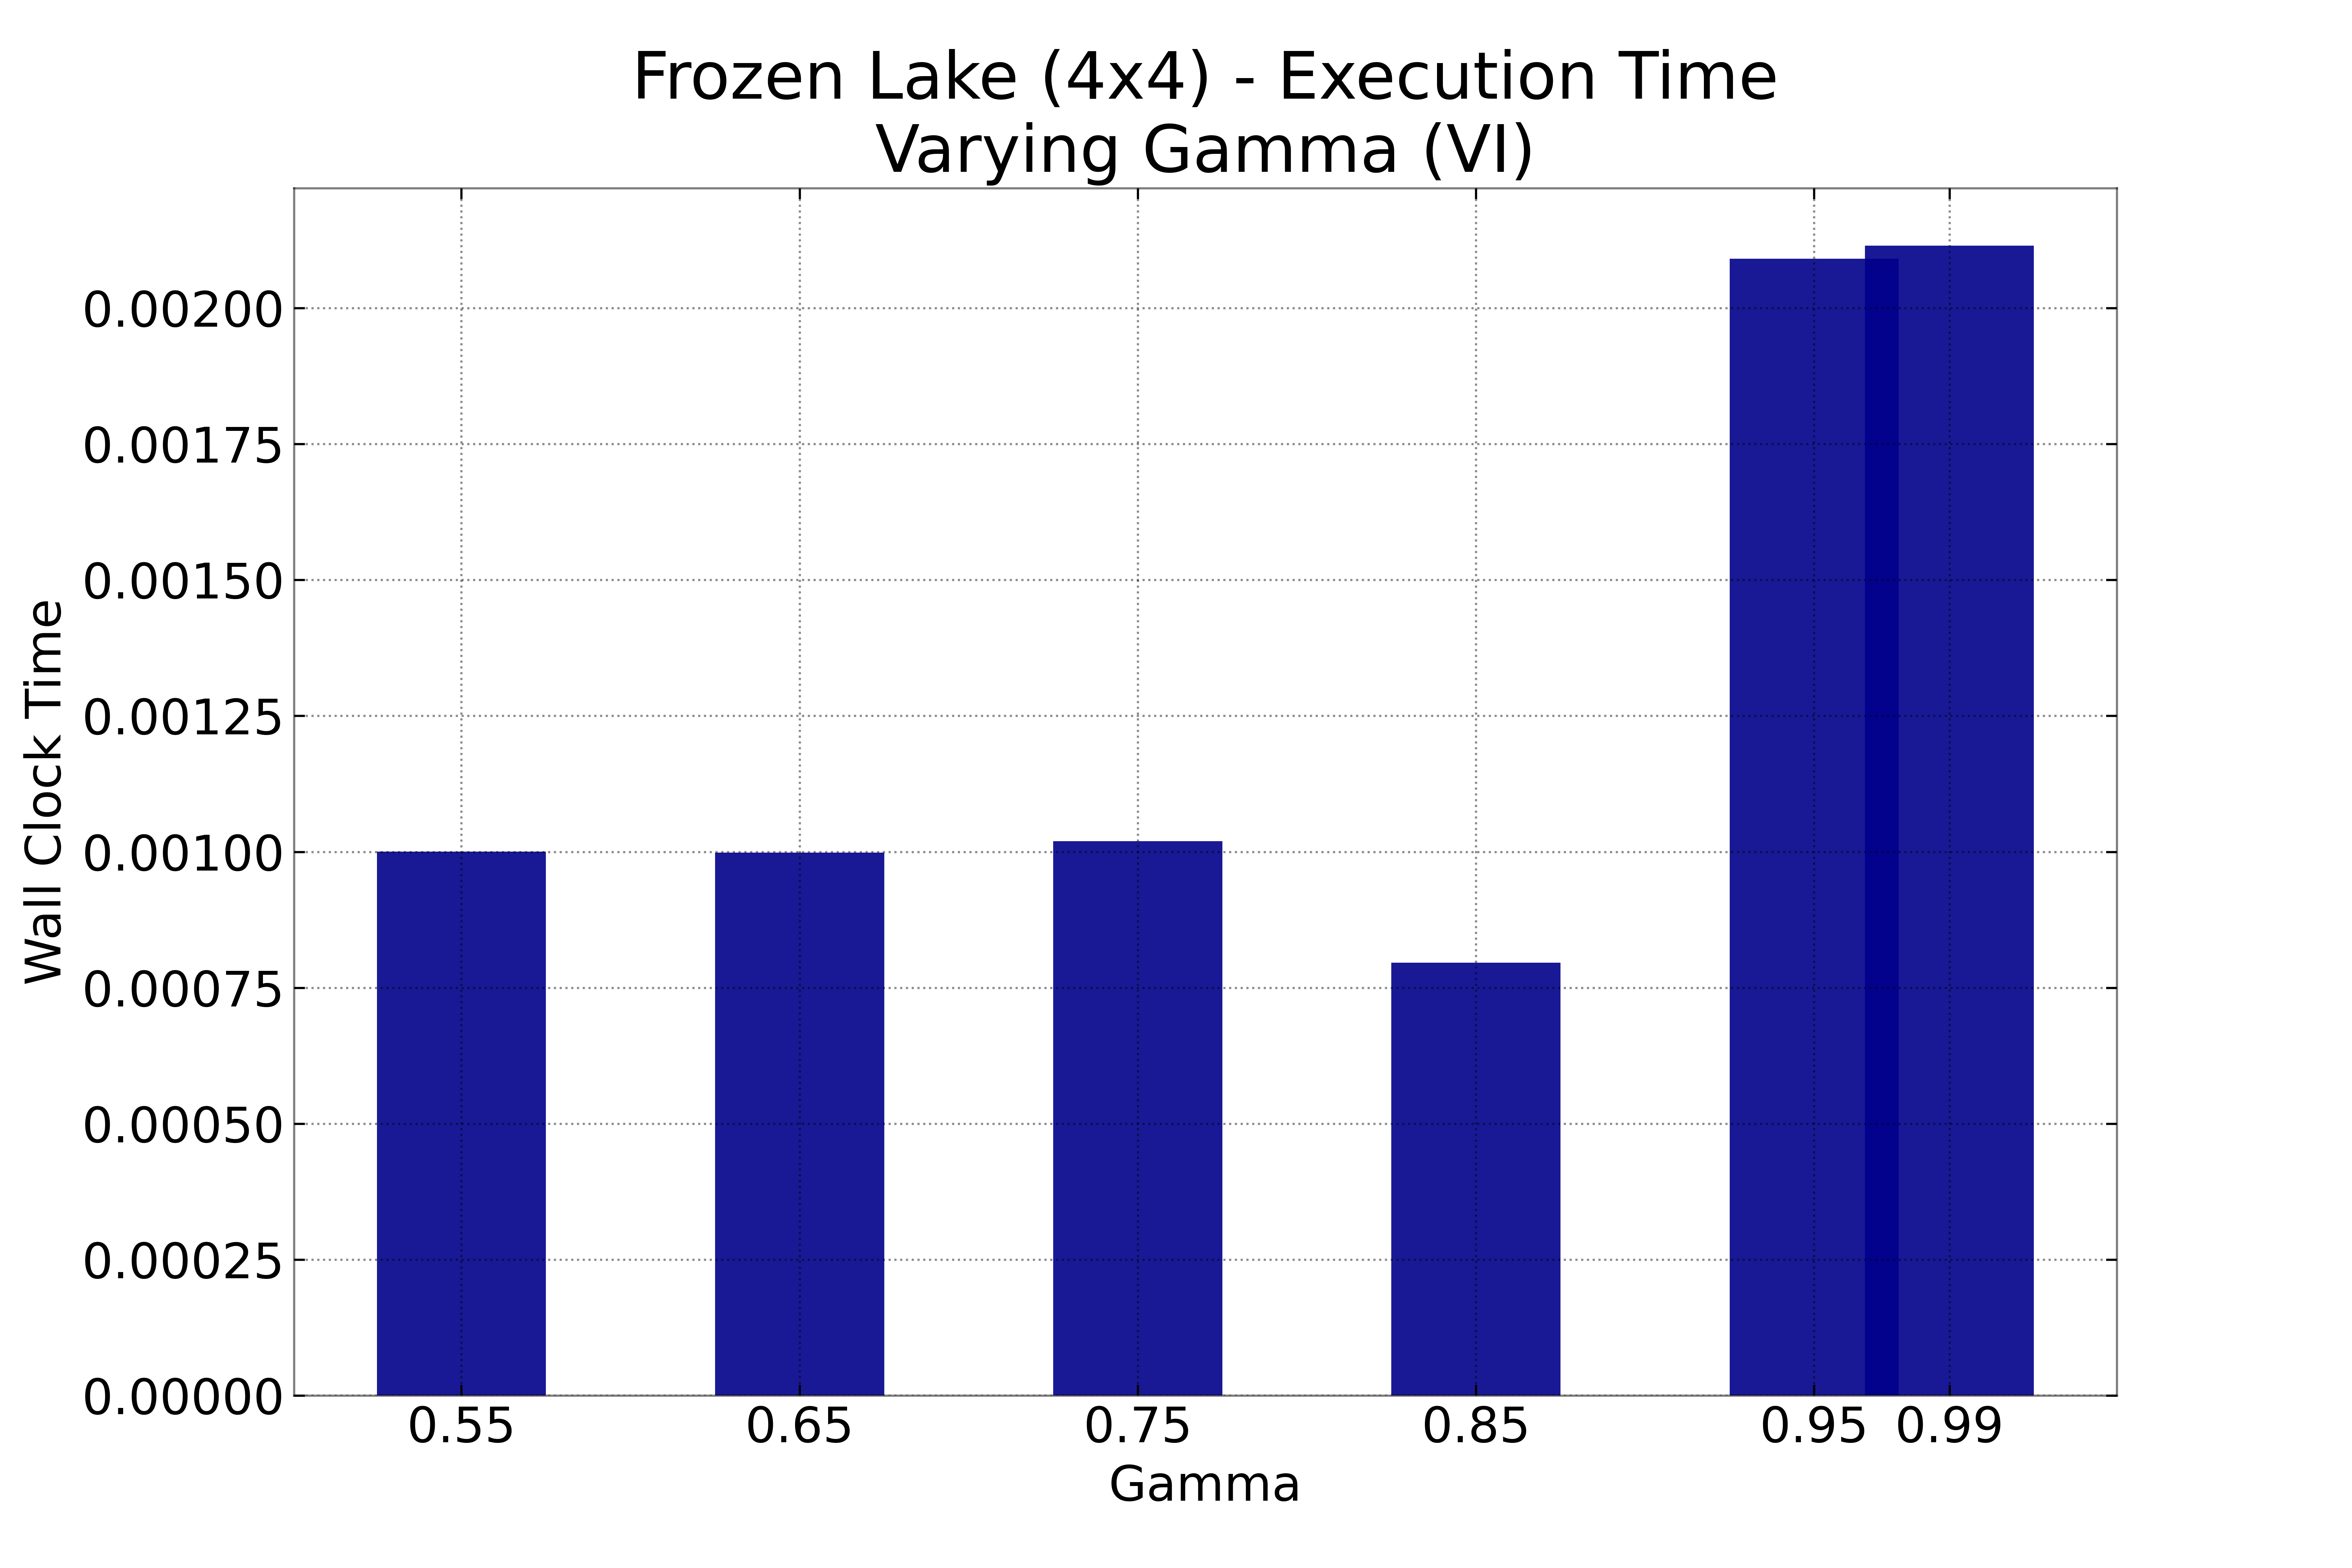 Frozen Lake (4x4) - Execution Time
Varying Gamma (VI)
Wall Clock Time
0.00200
0.00175
0.00150
0.00125
0.00100
0.00075
0.00050
0.00025
0.00000
0.55 0.65 0.75 0.85 0.95 0.99
Gamma